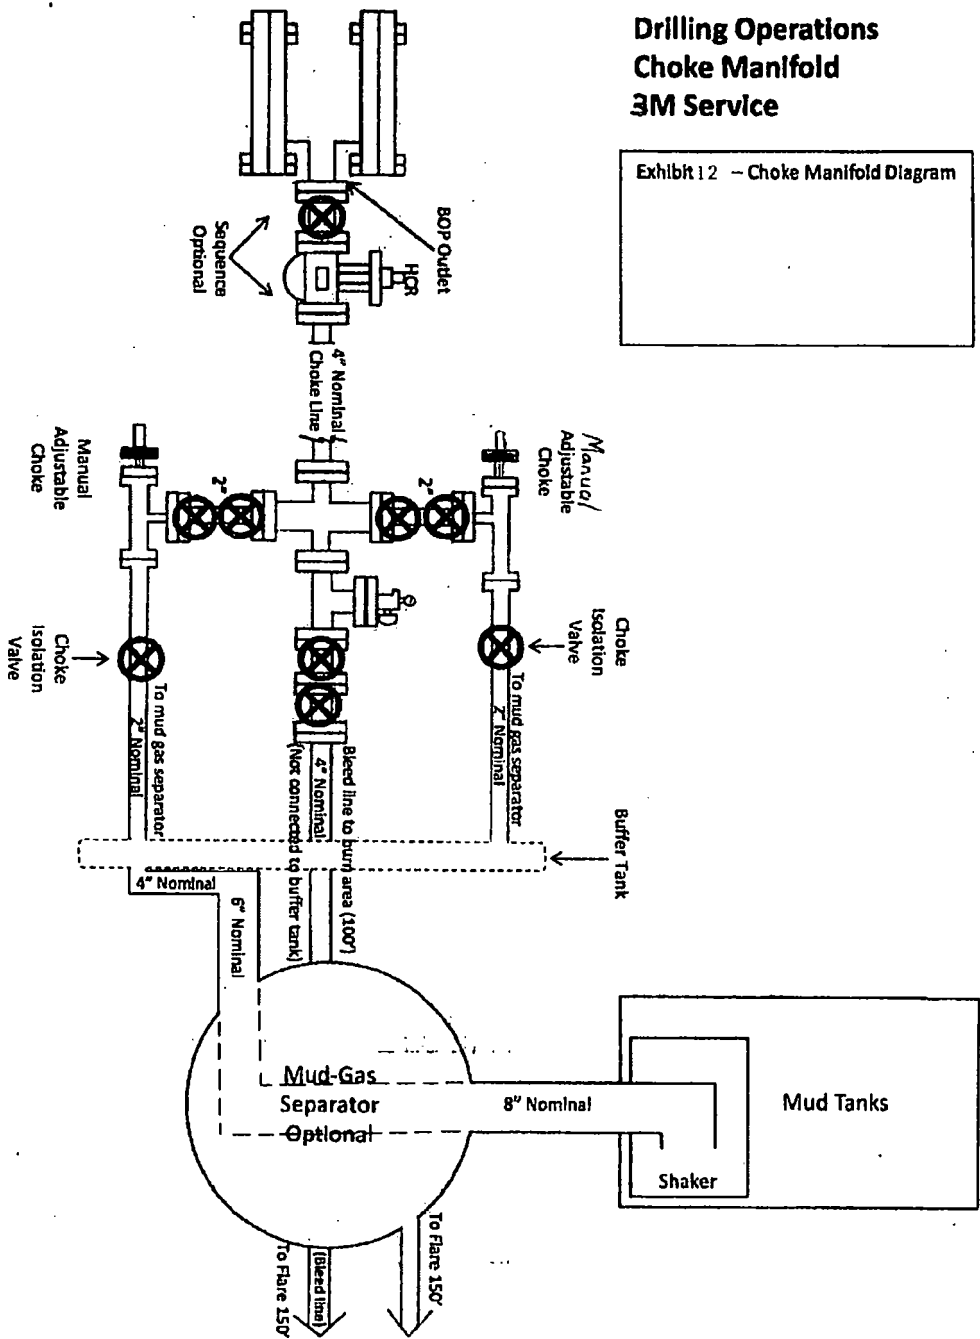 Drilling Operations
Choke Manifold
3M Service
Exhibit 12 – Choke Manifold Diagram
BOP Outlet
HCR
Sequence
Optional
4" Nominal
Choke Line
Manual
Adjustable
Choke
Manual
Adjustable
Choke
2"
2"
Choke
Isolation
Valve
Choke
Isolation
Valve
To mud gas separator
2" Nominal
To mud gas separator
2" Nominal
Bleed line to burn area (100')
4" Nominal
(Not connected to buffer tank)
Buffer Tank
4" Nominal
6" Nominal
Mud-Gas
Separator
Optional
8" Nominal
Mud Tanks
Shaker
To Flare 150'
(Bleed line)
To Flare 150'